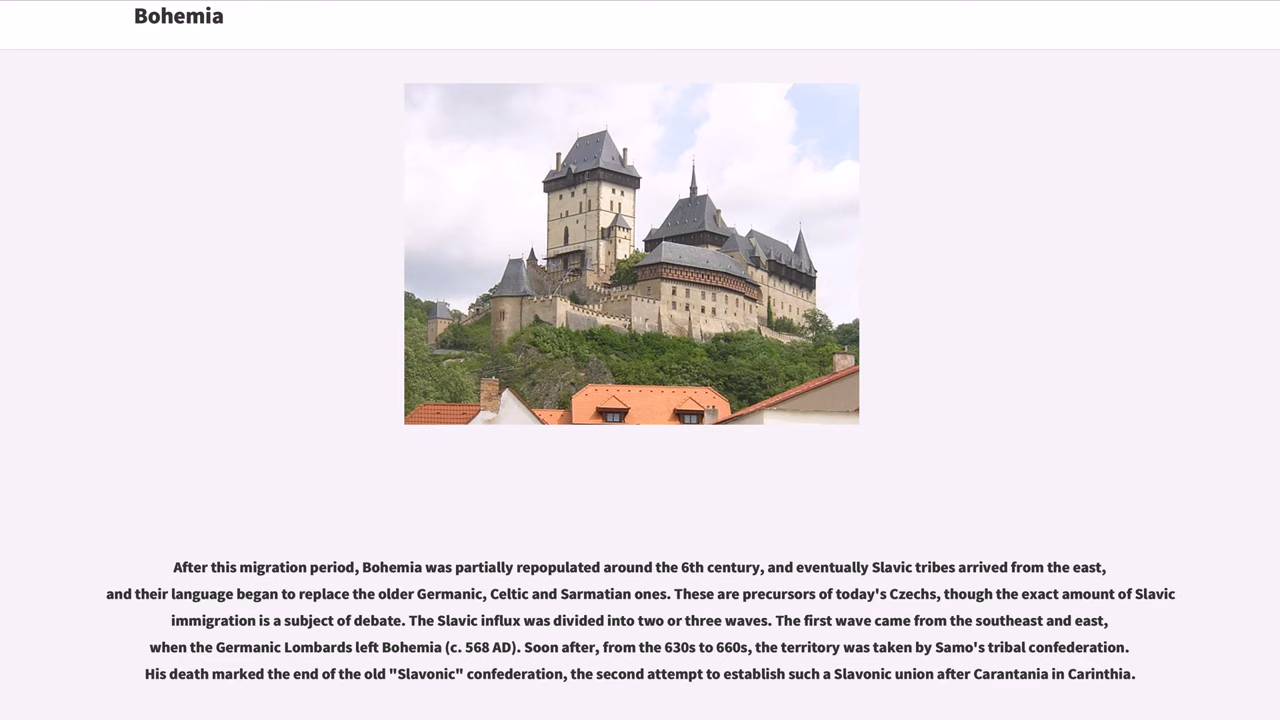 Bohemia
After this migration period, Bohemia was partially repopulated around the 6th century, and eventually Slavic tribes arrived from the east,
and their language began to replace the older Germanic, Celtic and Sarmatian ones. These are precursors of today's Czechs, though the exact amount of Slavic
immigration is a subject of debate. The Slavic influx was divided into two or three waves. The first wave came from the southeast and east,
when the Germanic Lombards left Bohemia (c. 568 AD). Soon after, from the 630s to 660s, the territory was taken by Samo's tribal confederation.
His death marked the end of the old "Slavonic" confederation, the second attempt to establish such a Slavonic union after Carantania in Carinthia.